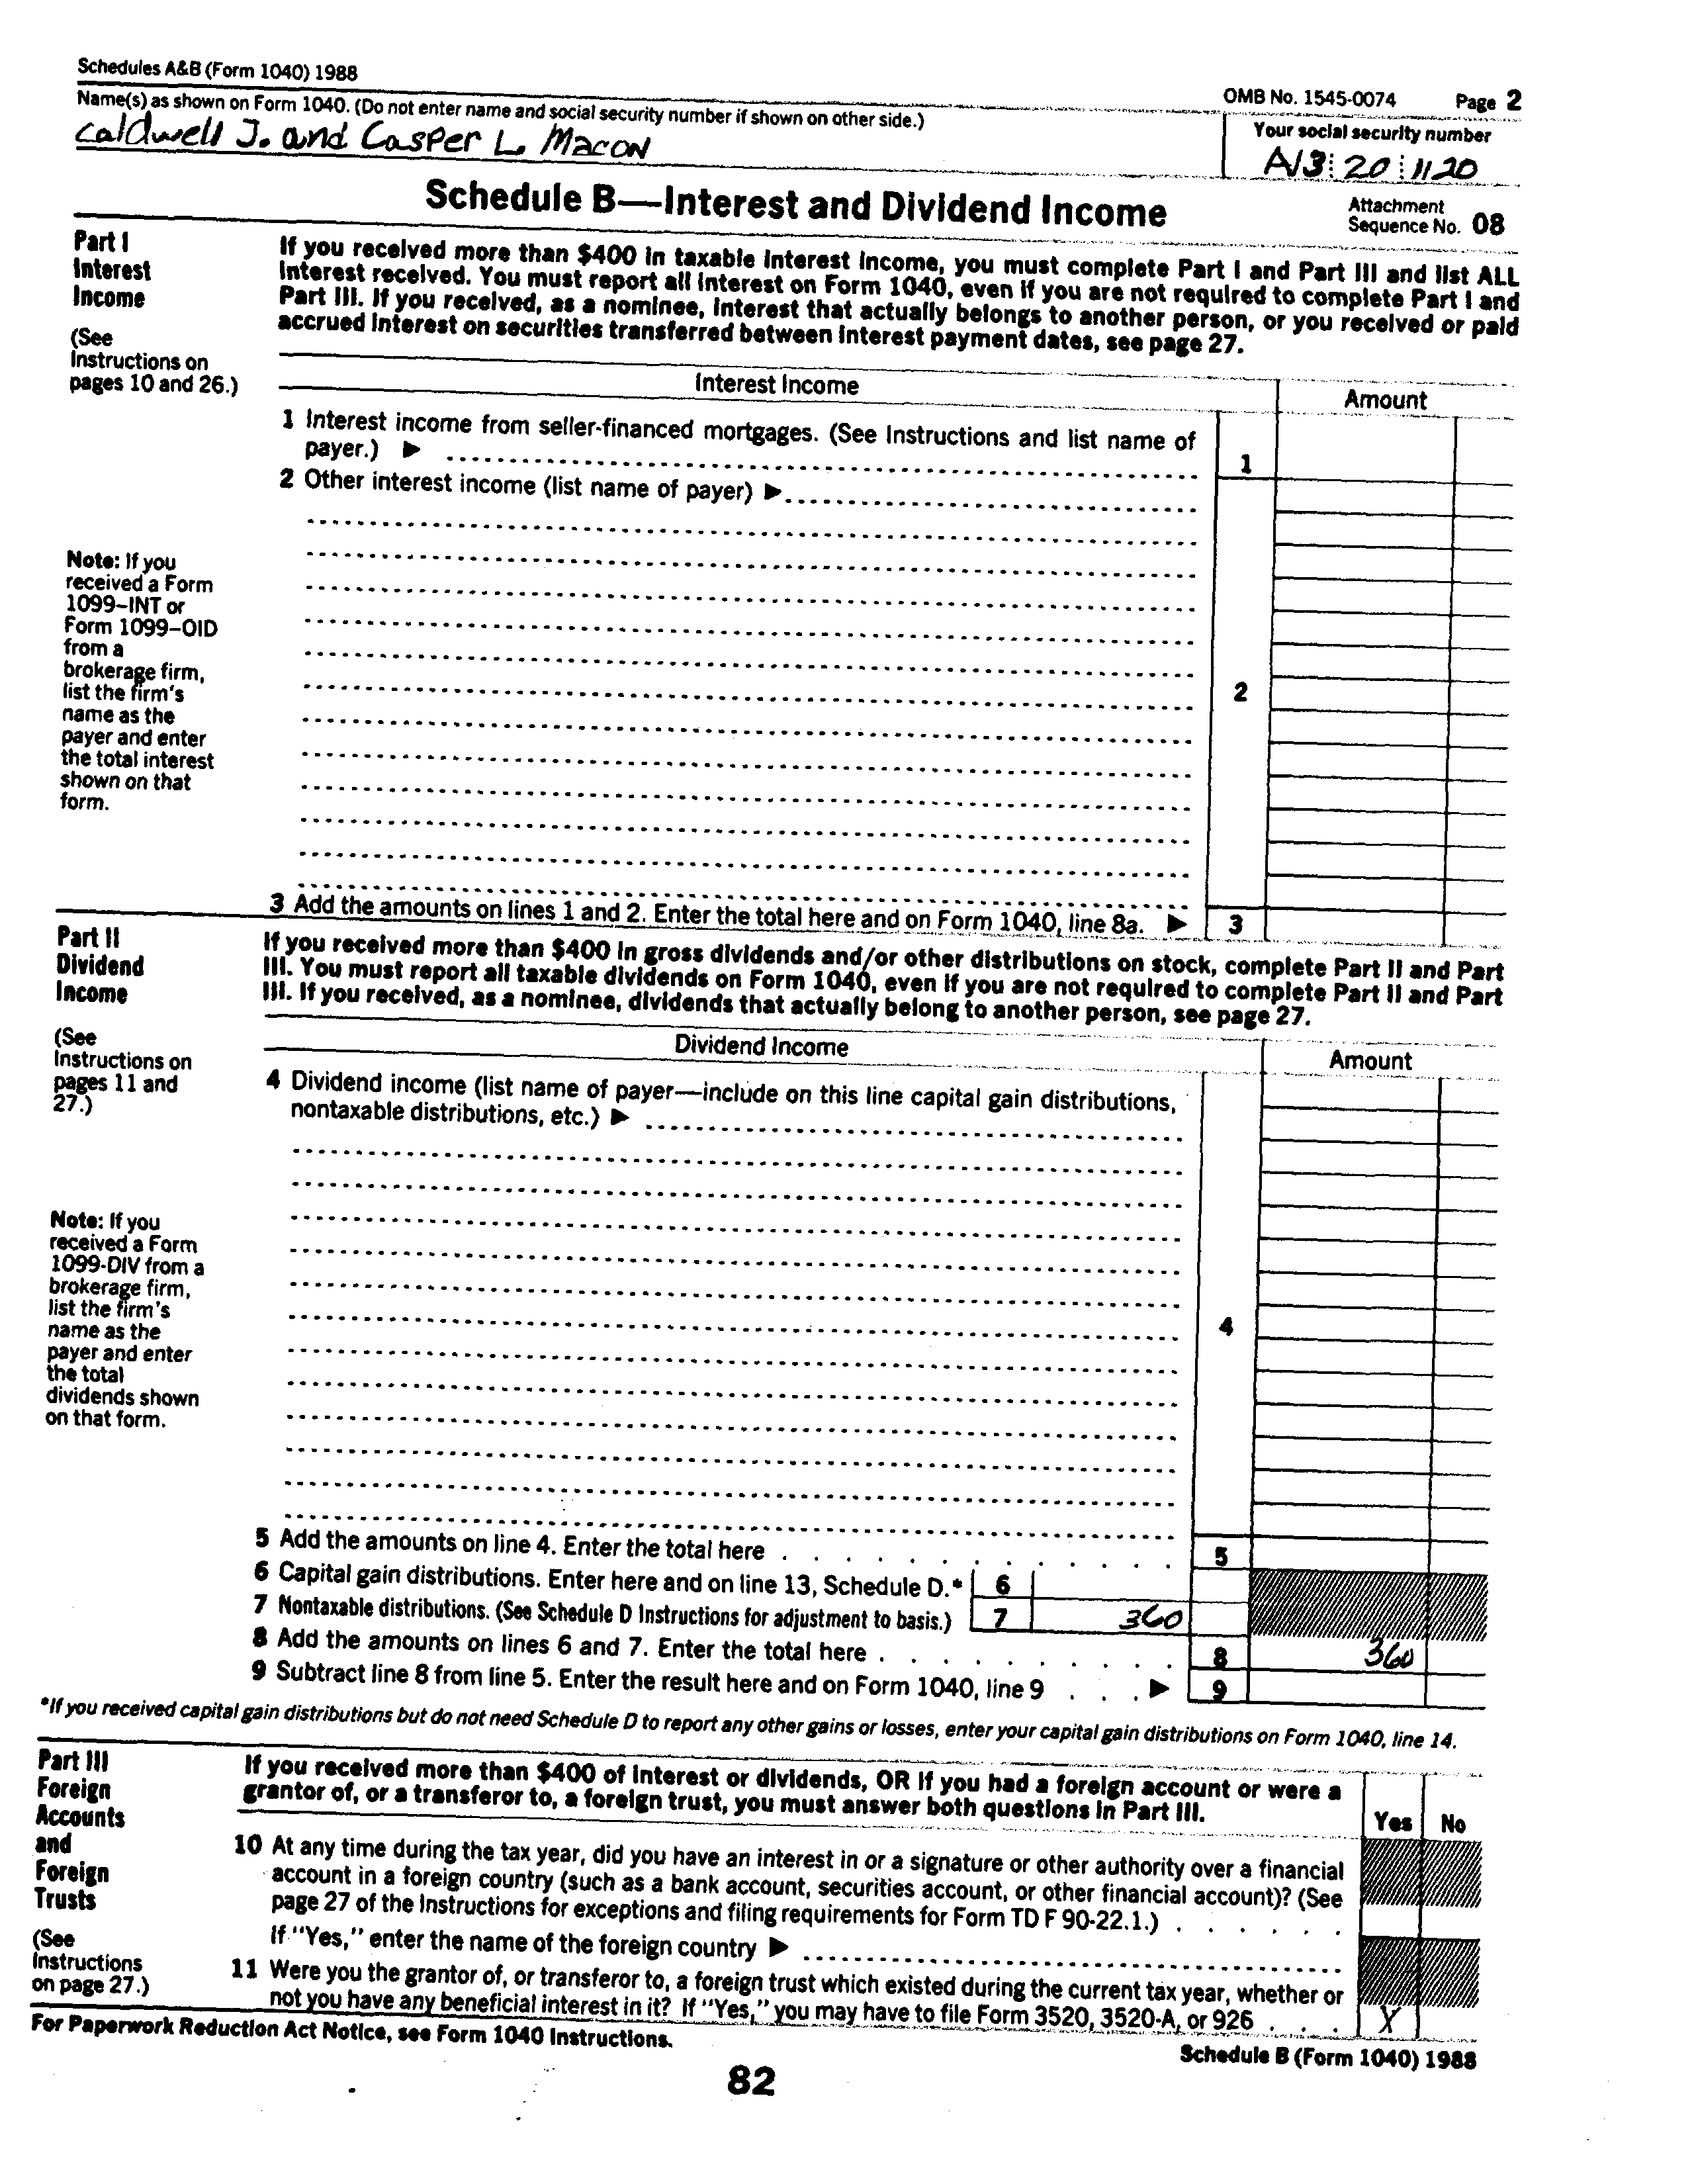 Schedules A&B (Form 1040) 1988
OMB No. 1545-0074 Page 2
Name(s) as shown on Form 1040. (Do not enter name and social security number if shown on other side.)
Your social security number
Caldwell J. and Casper L. Macon
A13 20 1120
Schedule B—Interest and Dividend Income
Attachment
Sequence No. 08
Part I
Interest
Income
(See
Instructions on
pages 10 and 26.)
If you received more than $400 in taxable interest income, you must complete Part I and Part III and list ALL
interest received. You must report all interest on Form 1040, even if you are not required to complete Part I and
Part III. If you received, as a nominee, interest that actually belongs to another person, or you received or paid
accrued interest on securities transferred between interest payment dates, see page 27.
Interest Income
Amount
1 Interest income from seller-financed mortgages. (See Instructions and list name of
payer.) ▶
1
2 Other interest income (list name of payer) ▶
Note: If you
received a Form
1099–INT or
Form 1099–OID
from a
brokerage firm,
list the firm's
name as the
payer and enter
the total interest
shown on that
form.
2
3 Add the amounts on lines 1 and 2. Enter the total here and on Form 1040, line 8a. ▶ 3
Part II
Dividend
Income
(See
Instructions on
pages 11 and
27.)
If you received more than $400 in gross dividends and/or other distributions on stock, complete Part II and Part
III. You must report all taxable dividends on Form 1040, even if you are not required to complete Part II and Part
III. If you received, as a nominee, dividends that actually belong to another person, see page 27.
Dividend Income
Amount
4 Dividend income (list name of payer—include on this line capital gain distributions,
nontaxable distributions, etc.) ▶
Note: If you
received a Form
1099-DIV from a
brokerage firm,
list the firm's
name as the
payer and enter
the total
dividends shown
on that form.
4
5 Add the amounts on line 4. Enter the total here . . . . . . . . . . . . . 5
6 Capital gain distributions. Enter here and on line 13, Schedule D.* 6
7 Nontaxable distributions. (See Schedule D Instructions for adjustment to basis.) 7 360
8 Add the amounts on lines 6 and 7. Enter the total here . . . . . . . . . . 8 360
9 Subtract line 8 from line 5. Enter the result here and on Form 1040, line 9 . . . ▶ 9
*If you received capital gain distributions but do not need Schedule D to report any other gains or losses, enter your capital gain distributions on Form 1040, line 14.
Part III
Foreign
Accounts
and
Foreign
Trusts
(See
Instructions
on page 27.)
If you received more than $400 of interest or dividends, OR if you had a foreign account or were a
grantor of, or a transferor to, a foreign trust, you must answer both questions in Part III.
Yes No
10 At any time during the tax year, did you have an interest in or a signature or other authority over a financial
account in a foreign country (such as a bank account, securities account, or other financial account)? (See
page 27 of the Instructions for exceptions and filing requirements for Form TD F 90-22.1.) . . . . . .
If "Yes," enter the name of the foreign country ▶
11 Were you the grantor of, or transferor to, a foreign trust which existed during the current tax year, whether or
not you have any beneficial interest in it? If "Yes," you may have to file Form 3520, 3520-A, or 926 . . . X
For Paperwork Reduction Act Notice, see Form 1040 Instructions.
Schedule B (Form 1040) 1988
82